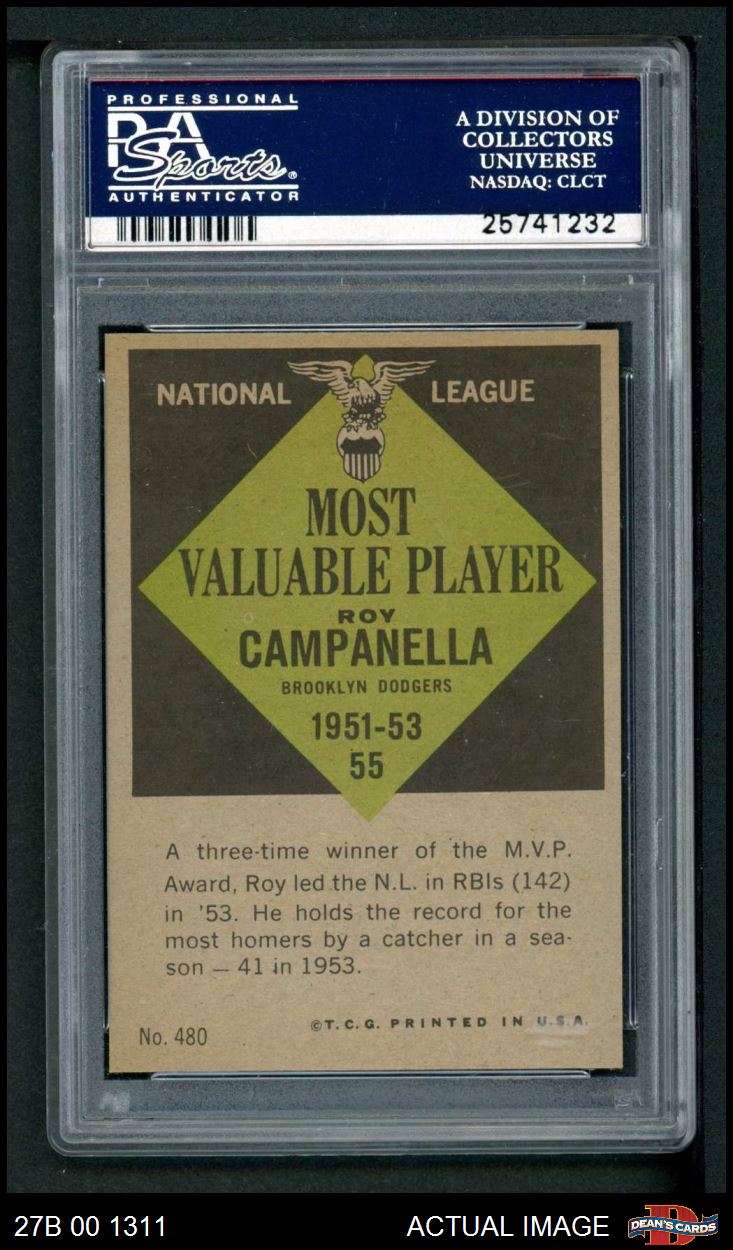 PROFESSIONAL
PSA
Sports®
AUTHENTICATOR
A DIVISION OF
COLLECTORS
UNIVERSE
NASDAQ: CLCT
25741232
NATIONAL LEAGUE
MOST
VALUABLE PLAYER
ROY
CAMPANELLA
BROOKLYN DODGERS
1951-53
55
A three-time winner of the M.V.P.
Award, Roy led the N.L. in RBIs (142)
in '53. He holds the record for the
most homers by a catcher in a sea-
son — 41 in 1953.
©T.C.G. PRINTED IN U.S.A.
No. 480
27B 00 1311
ACTUAL IMAGE
D
DEAN'S CARDS